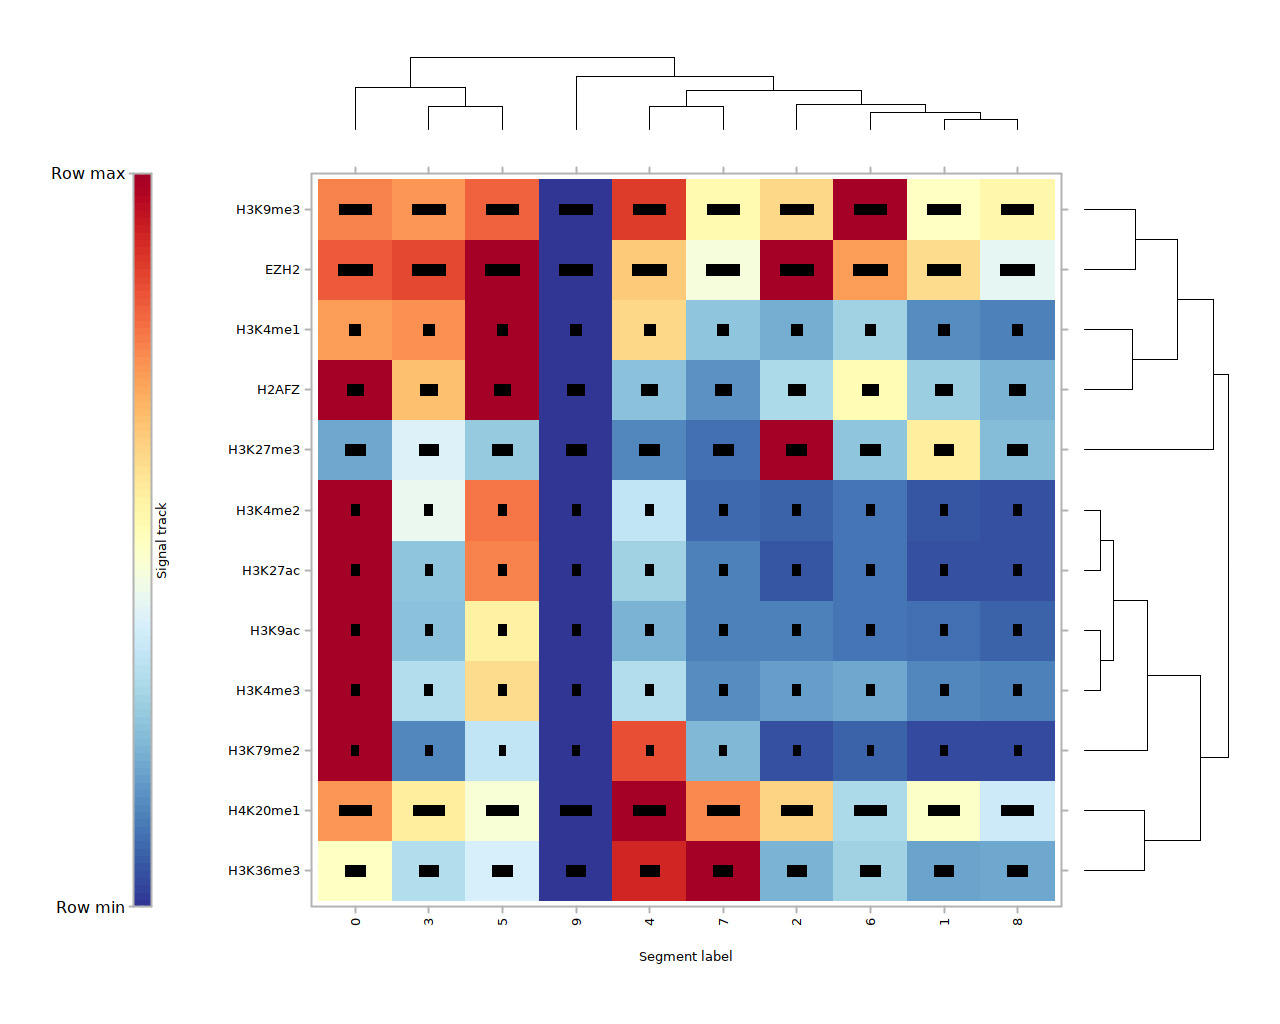 Row max
Row min
Signal track
H3K9me3
EZH2
H3K4me1
H2AFZ
H3K27me3
H3K4me2
H3K27ac
H3K9ac
H3K4me3
H3K79me2
H4K20me1
H3K36me3
0 3 5 9 4 7 2 6 1 8
Segment label